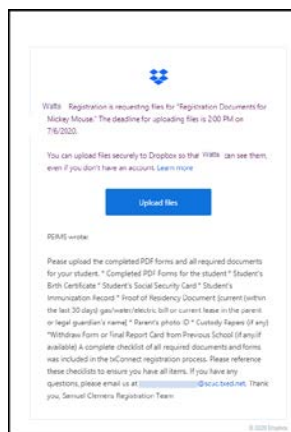 Watts Registration is requesting files for "Registration Documents for
Mickey Mouse." The deadline for uploading files is 2:00 PM on
7/6/2020.
You can upload files securely to Dropbox so that Watts can see them,
even if you don't have an account. Learn more
Upload files
PEIMS wrote:
Please upload the completed PDF forms and all required documents
for your student. * Completed PDF Forms for the student * Student's
Birth Certificate * Student's Social Security Card * Student's
Immunization Record * Proof of Residency Document [current (within
the last 30 days) gas/water/electric bill or current lease in the parent
or legal guardian's name] * Parent's photo ID * Custody Papers (if any)
*Withdraw Form or Final Report Card from Previous School (if any/if
available) A complete checklist of all required documents and forms
was included in the txConnect registration process. Please reference
these checklists to ensure you have all items. If you have any
questions, please email us at @scuc.txed.net. Thank
you, Samuel Clemens Registration Team
© 2020 Dropbox